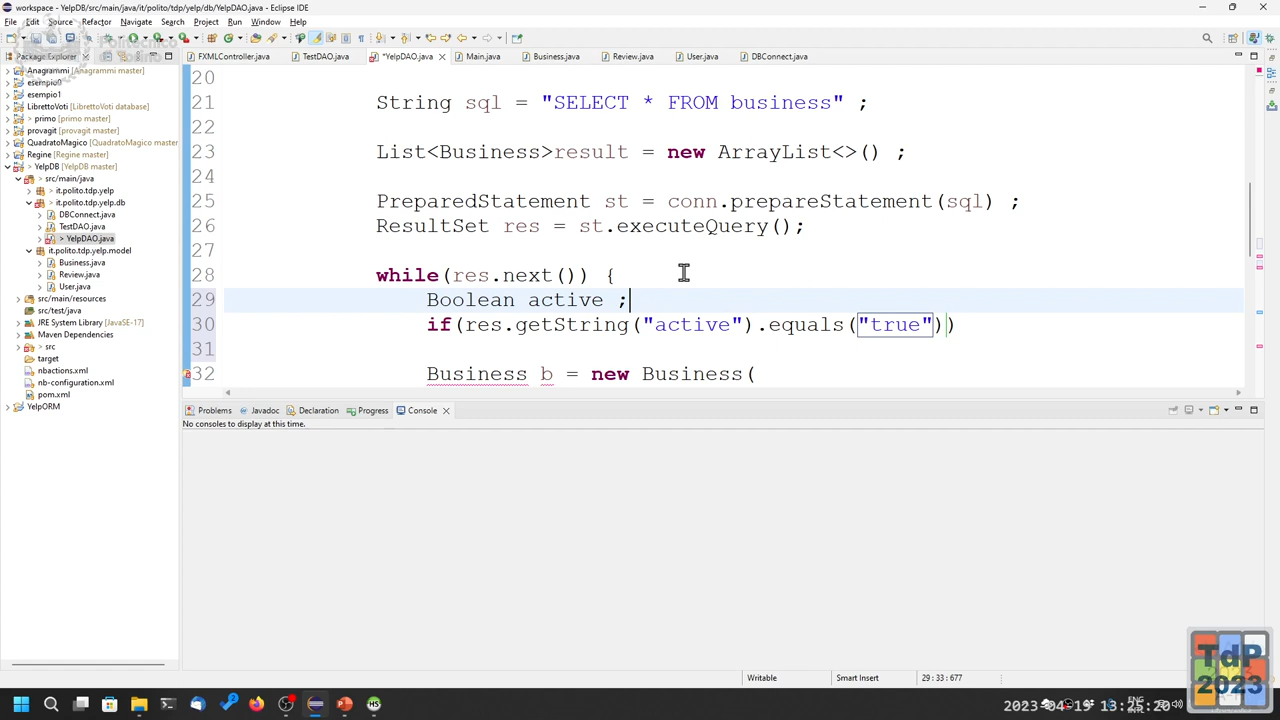 workspace - YelpDB/src/main/java/it/polito/tdp/yelp/db/YelpDAO.java - Eclipse IDE
File Edit Source Refactor Navigate Search Project Run Window Help
Politecnico
Package Explorer
FXMLController.java TestDAO.java *YelpDAO.java Main.java Business.java Review.java User.java DBConnect.java
Anagrammi [Anagrammi master]
esempio0
esempio1
LibrettoVoti [LibrettoVoti database]
> primo [primo master]
provagit [provagit master]
QuadratoMagico [QuadratoMagico master]
Regine [Regine master]
YelpDB [YelpDB master]
src/main/java
it.polito.tdp.yelp
it.polito.tdp.yelp.db
DBConnect.java
TestDAO.java
> YelpDAO.java
it.polito.tdp.yelp.model
Business.java
Review.java
User.java
src/main/resources
src/test/java
JRE System Library [JavaSE-17]
Maven Dependencies
src
target
nbactions.xml
nb-configuration.xml
pom.xml
YelpORM
20
21 String sql = "SELECT * FROM business" ;
22
23 List<Business>result = new ArrayList<>() ;
24
25 PreparedStatement st = conn.prepareStatement(sql) ;
26 ResultSet res = st.executeQuery();
27
28 while(res.next()) {
29 Boolean active ;
30 if(res.getString("active").equals("true"))
31
32 Business b = new Business(
Problems Javadoc Declaration Progress Console
No consoles to display at this time.
Writable Smart Insert 29 : 33 : 677
TdP
2023
ENG